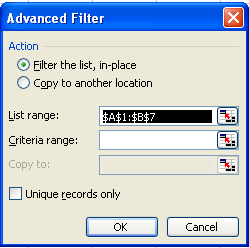 Advanced Filter
Action
Filter the list, in-place
Copy to another location
List range: $A$1:$B$7
Criteria range:
Copy to:
Unique records only
OK Cancel